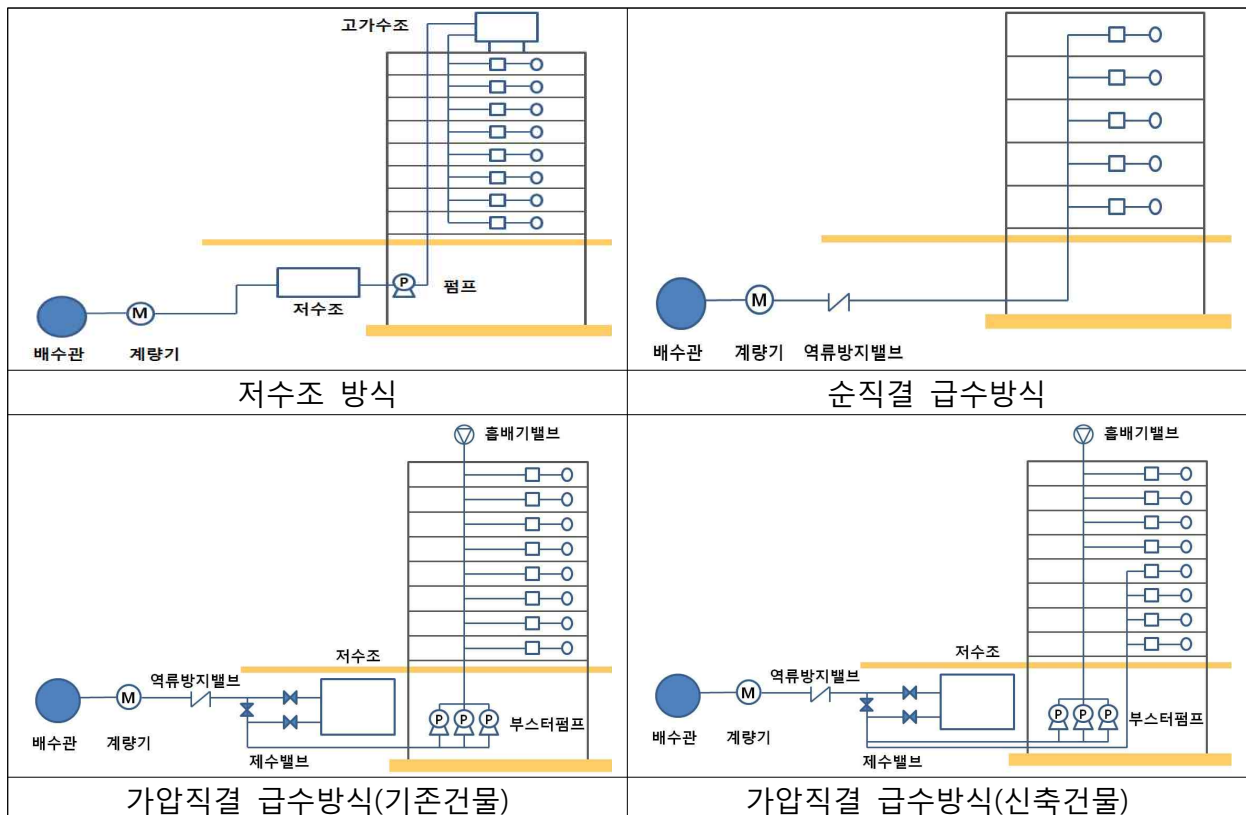 고가수조
P
펌프
저수조
M
배수관
계량기
저수조 방식
M
배수관
계량기
역류방지밸브
순직결 급수방식
흡배기밸브
저수조
역류방지밸브
M
P P P
부스터펌프
배수관
계량기
제수밸브
가압직결 급수방식(기존건물)
흡배기밸브
저수조
역류방지밸브
M
P P P
부스터펌프
배수관
계량기
제수밸브
가압직결 급수방식(신축건물)